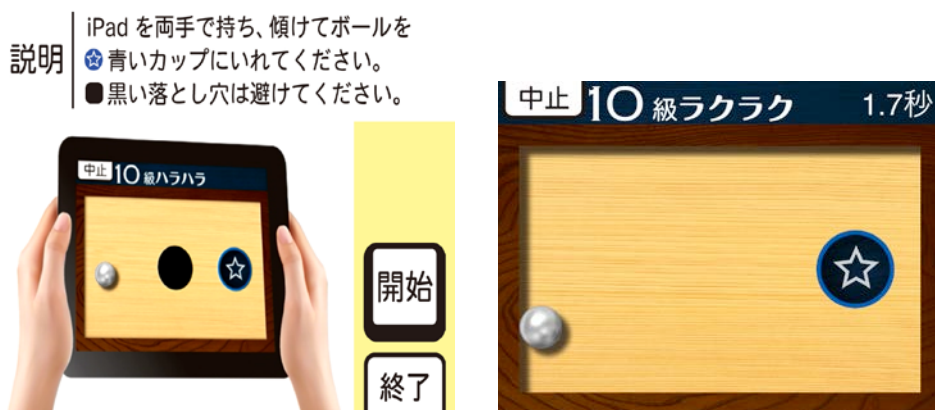 説明
iPad を両手で持ち、傾けてボールを
青いカップにいれてください。
黒い落とし穴は避けてください。
中止 10 級ハラハラ
開始
終了
中止 10 級ラクラク 1.7秒